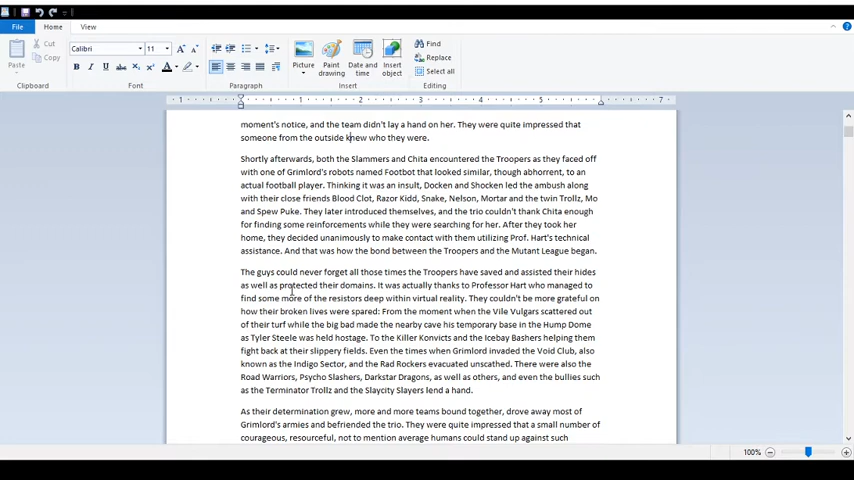 File
Home
View
Paste
Cut
Copy
Clipboard
Calibri
11
Font
Paragraph
Picture
Paint drawing
Date and time
Insert object
Insert
Find
Replace
Select all
Editing
1 1 2 3 4 5 6 7
moment's notice, and the team didn't lay a hand on her. They were quite impressed that
someone from the outside knew who they were.
Shortly afterwards, both the Slammers and Chita encountered the Troopers as they faced off
with one of Grimlord's robots named Footbot that looked similar, though abhorrent, to an
actual football player. Thinking it was an insult, Docken and Shocken led the ambush along
with their close friends Blood Clot, Razor Kidd, Snake, Nelson, Mortar and the twin Trollz, Mo
and Spew Puke. They later introduced themselves, and the trio couldn't thank Chita enough
for finding some reinforcements while they were searching for her. After they took her
home, they decided unanimously to make contact with them utilizing Prof. Hart's technical
assistance. And that was how the bond between the Troopers and the Mutant League began.
The guys could never forget all those times the Troopers have saved and assisted their hides
as well as protected their domains. It was actually thanks to Professor Hart who managed to
find some more of the resistors deep within virtual reality. They couldn't be more grateful on
how their broken lives were spared: From the moment when the Vile Vulgars scattered out
of their turf while the big bad made the nearby cave his temporary base in the Hump Dome
as Tyler Steele was held hostage. To the Killer Konvicts and the Icebay Bashers helping them
fight back at their slippery fields. Even the times when Grimlord invaded the Void Club, also
known as the Indigo Sector, and the Rad Rockers evacuated unscathed. There were also the
Road Warriors, Psycho Slashers, Darkstar Dragons, as well as others, and even the bullies such
as the Terminator Trollz and the Slaycity Slayers lend a hand.
As their determination grew, more and more teams bound together, drove away most of
Grimlord's armies and befriended the trio. They were quite impressed that a small number of
courageous, resourceful, not to mention average humans could stand up against such
100%